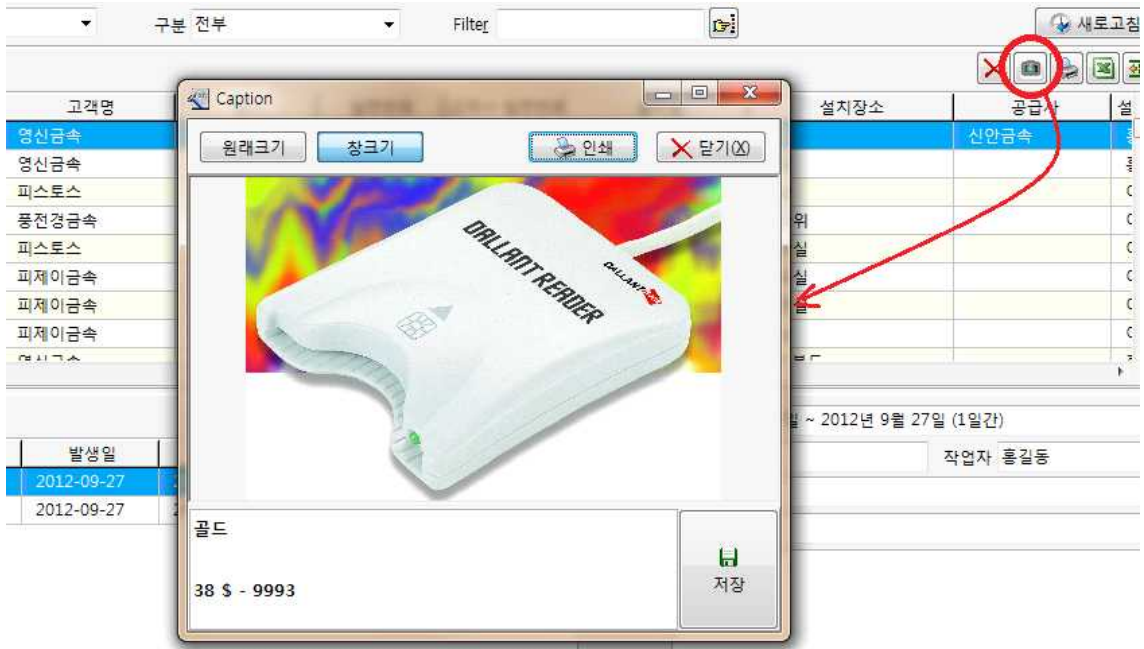 구분 전부 Filter 새로고침
고객명 설치장소 공급사 설
Caption
원래크기 창크기 인쇄 닫기(X)
영신금속 신안금속
영신금속
피스토스
풍전경금속 위
피스토스 실
피제이금속 실
피제이금속
피제이금속
DALLANT READER
DALLANT
~ 2012년 9월 27일 (1일간)
발생일 작업자 홍길동
2012-09-27
2012-09-27
골드
38 $ - 9993
저장